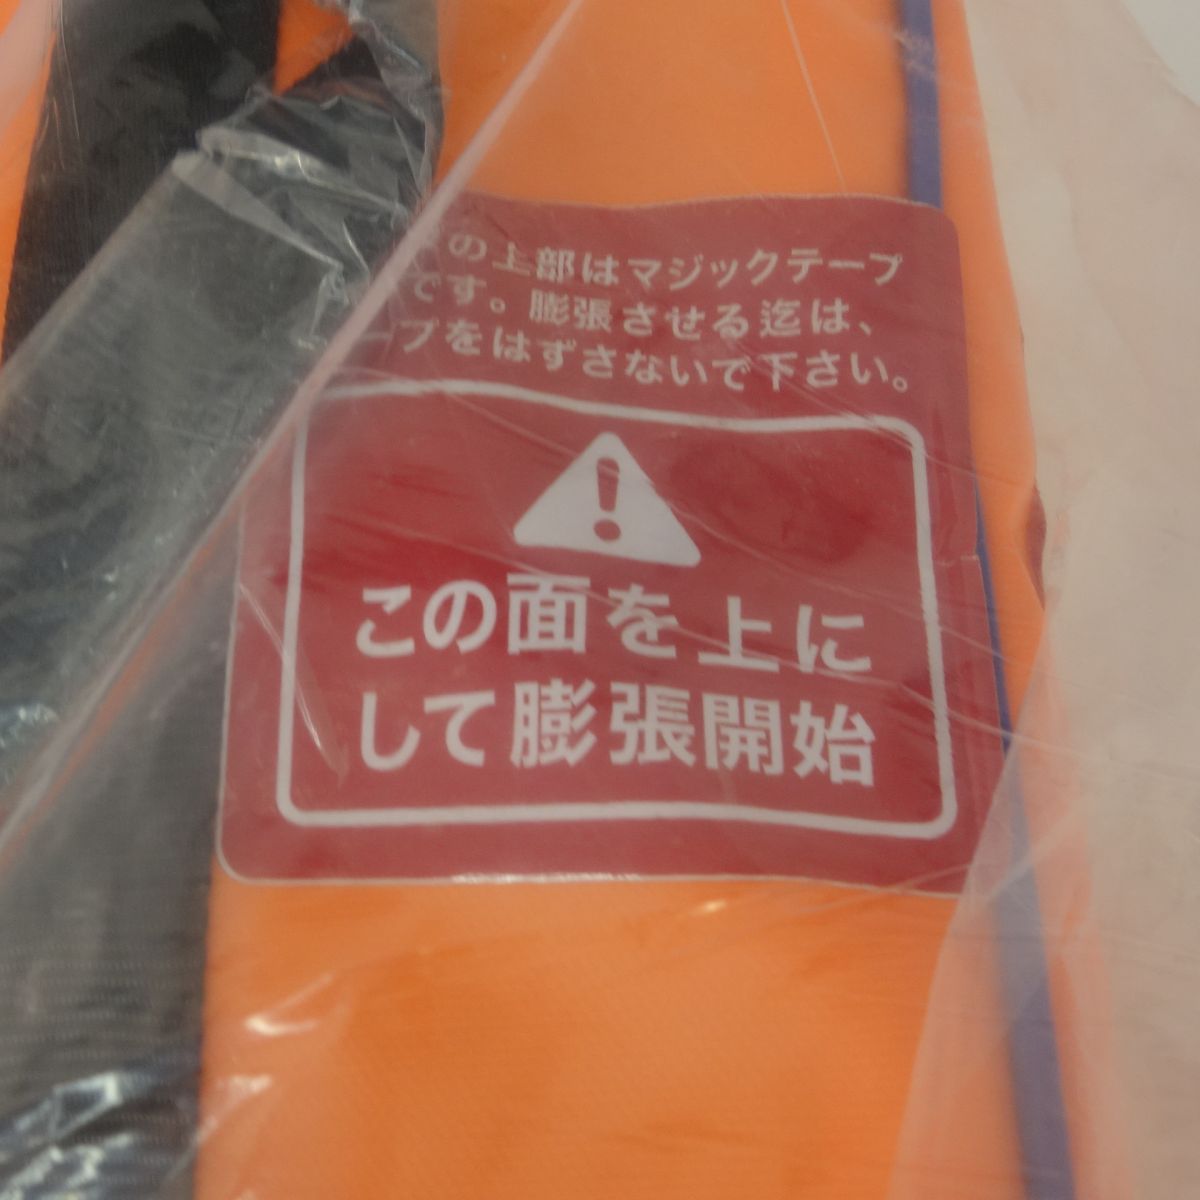 の上部はマジックテープ
です。膨張させる迄は、
ープをはずさないで下さい。
この面を上に
して膨張開始